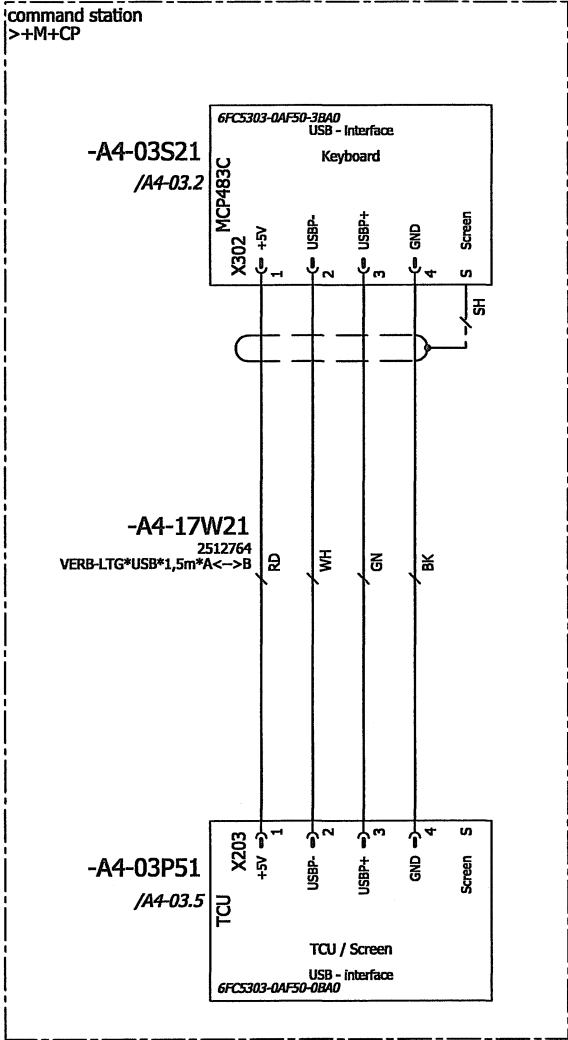 command station
>+M+CP
6FC5303-0AF50-3BA0
USB - Interface
Keyboard
-A4-03S21
/A4-03.2
MCP483C
X302
+5V
USBP-
USBP+
GND
Screen
1
2
3
4
S
SH
-A4-17W21
2512764
VERB-LTG*USB*1,5m*A<-->B
RD
WH
GN
BK
-A4-03P51
/A4-03.5
TCU
X203
1
2
3
4
S
+5V
USBP-
USBP+
GND
Screen
TCU / Screen
USB - interface
6FC5303-0AF50-0BA0